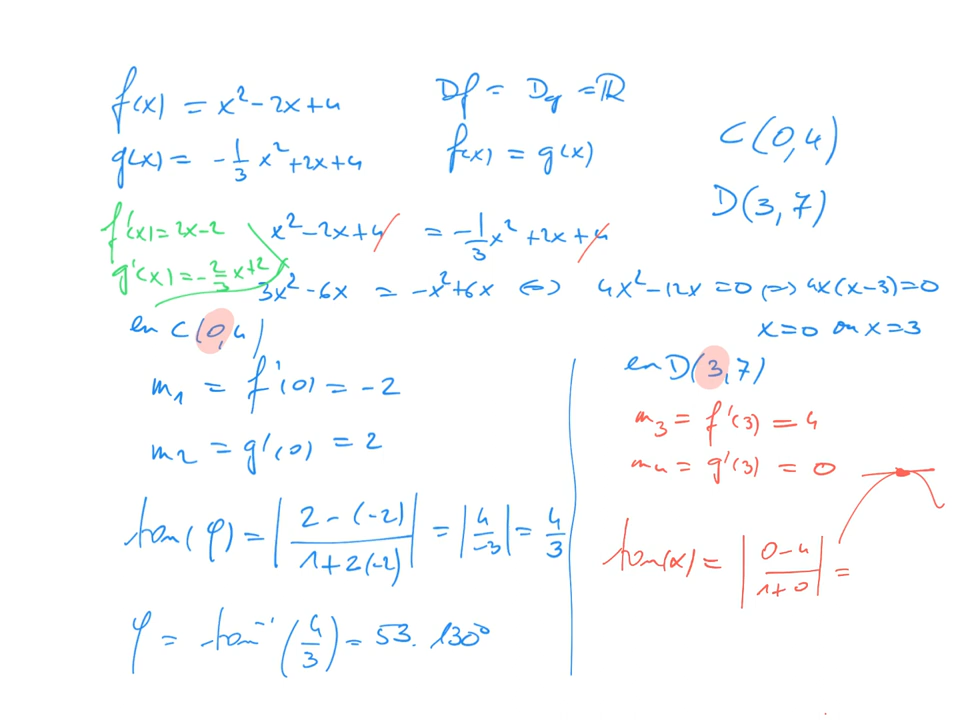 f(x) = x² - 2x + 4
Df = Dg = ℝ
g(x) = -1/3 x² + 2x + 4
f(x) = g(x)
C(0,4)
D(3,7)
f'(x) = 2x - 2
x² - 2x + 4 = -1/3 x² + 2x + 4
g'(x) = -2/3 x + 2
3x² - 6x = -x² + 6x ⇔ 4x² - 12x = 0 ⇔ 4x(x - 3) = 0
x = 0 ou x = 3
en C(0,4)
m₁ = f'(0) = -2
m₂ = g'(0) = 2
tan(φ) = |2 - (-2) / 1 + 2(-2)| = |4/-3| = 4/3
φ = tan⁻¹(4/3) = 53.130°
en D(3,7)
m₃ = f'(3) = 4
m₄ = g'(3) = 0
tan(α) = |0 - 4 / 1 + 0| =